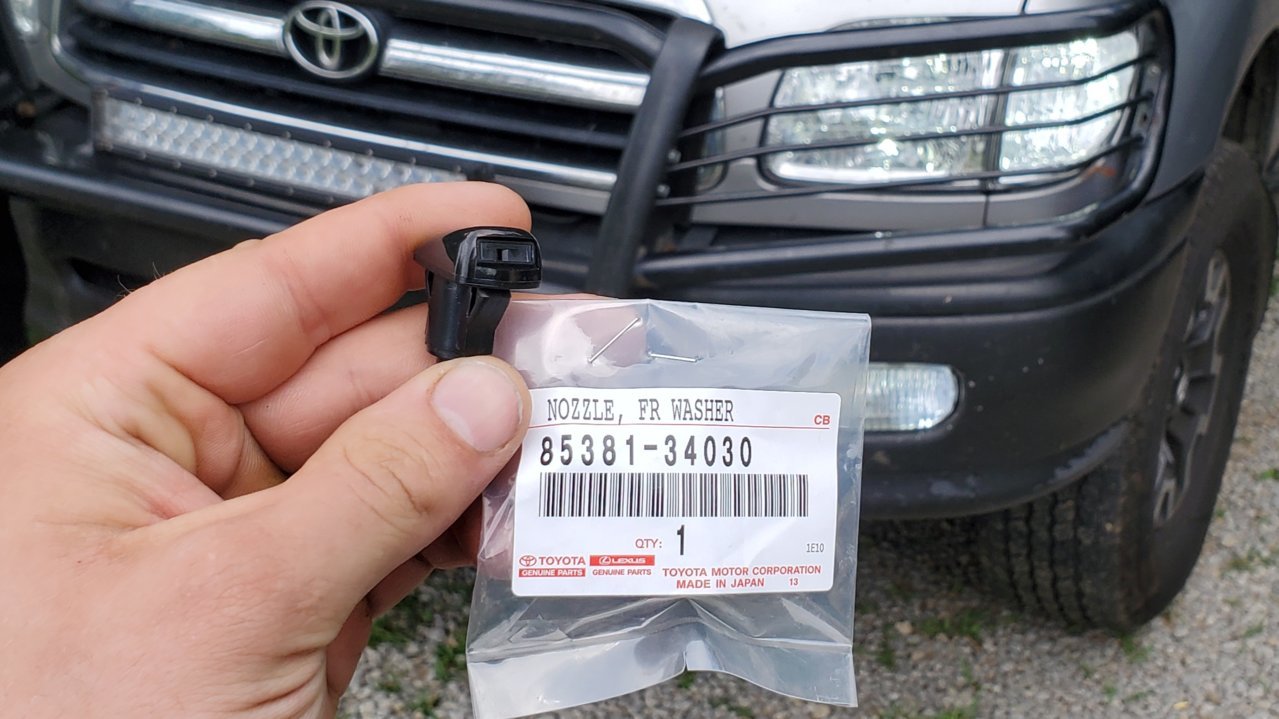 NOZZLE, FR WASHER
CB
85381-34030
QTY: 1
1E10
TOYOTA LEXUS
GENUINE PARTS GENUINE PARTS
TOYOTA MOTOR CORPORATION
MADE IN JAPAN 13